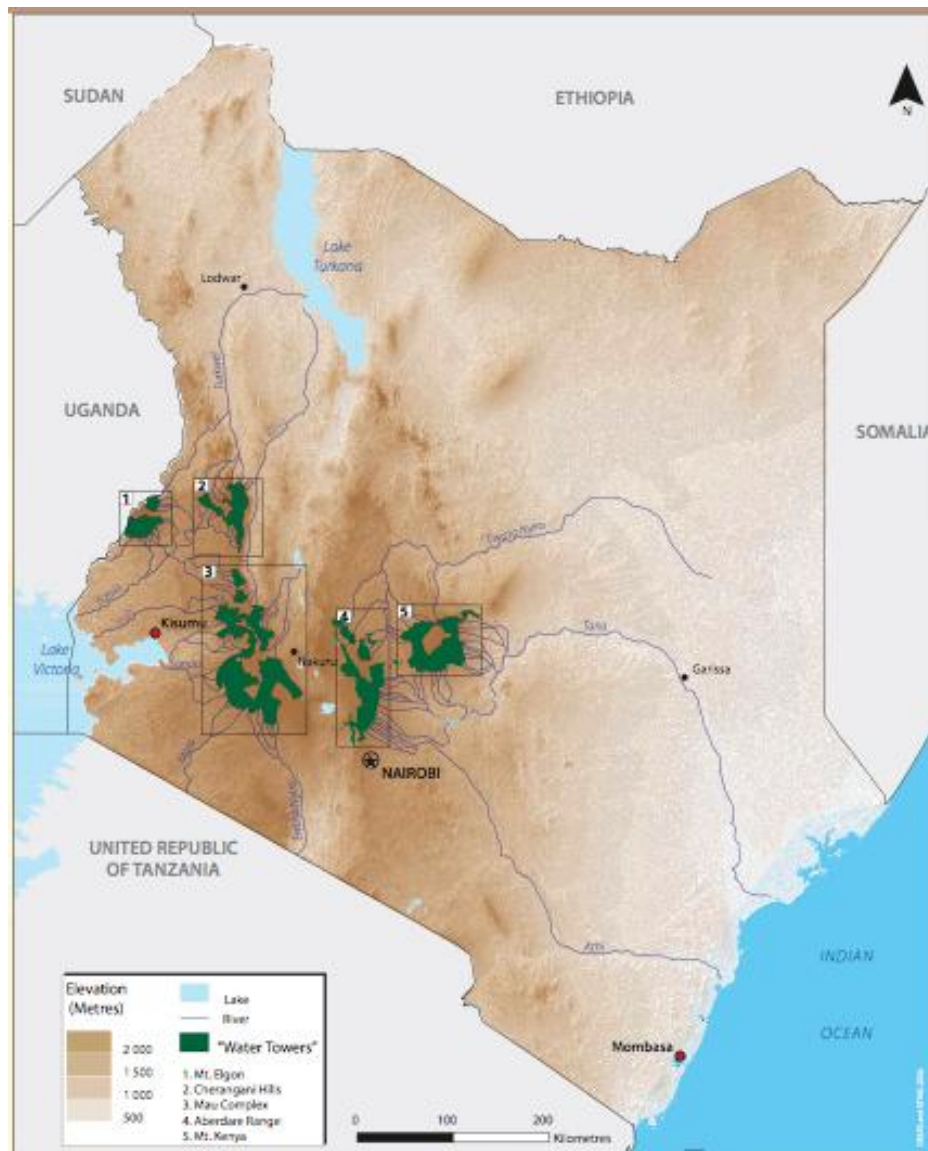 SUDAN
ETHIOPIA
N
Lake
Turkana
Lodwar
Turkwel
UGANDA
SOMALIA
1
2
3
4
5
Kisumu
Lake
Victoria
Nakuru
Tana
Garissa
NAIROBI
UNITED REPUBLIC
OF TANZANIA
Athi
INDIAN
OCEAN
Mombasa
Elevation
(Metres)
2 000
1 500
1 000
500
Lake
River
"Water Towers"
1. Mt. Elgon
2. Cherangani Hills
3. Mau Complex
4. Aberdare Range
5. Mt. Kenya
0 100 200
Kilometres